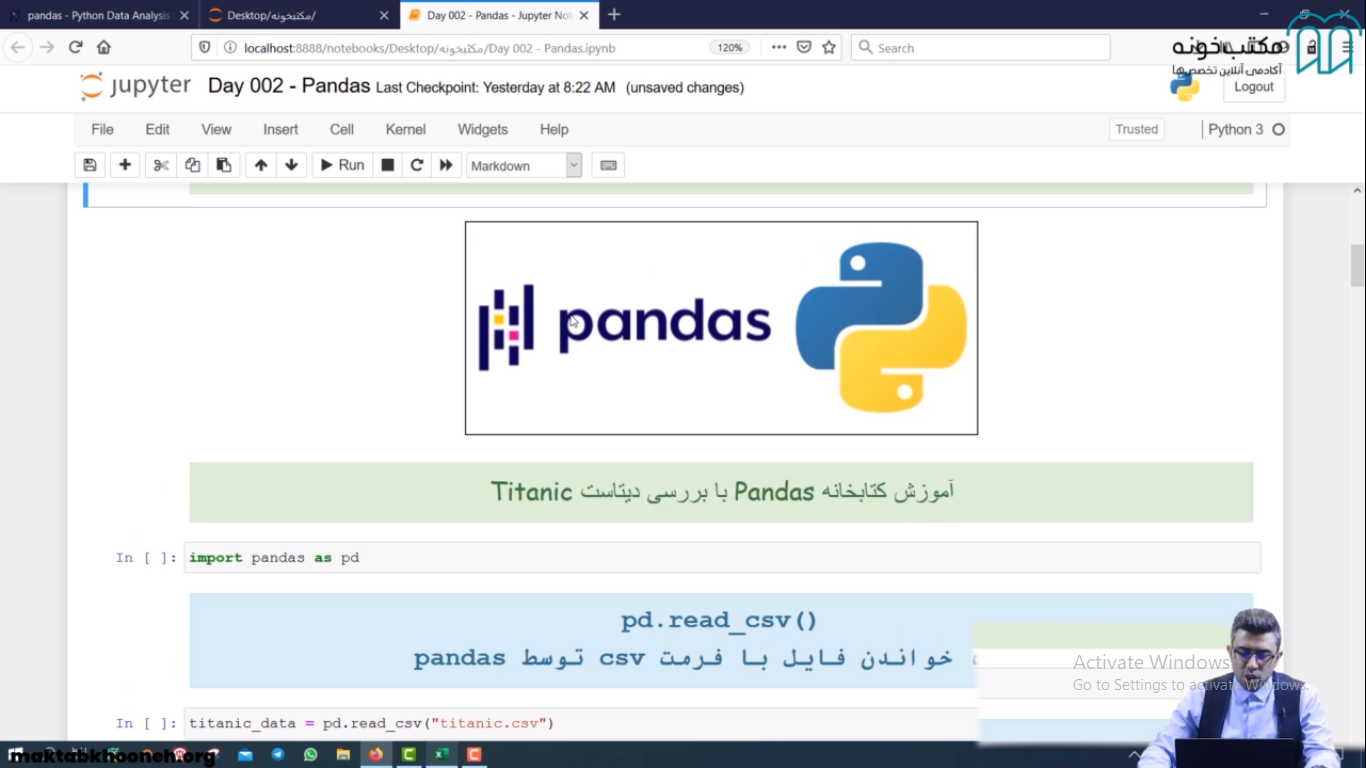 pandas - Python Data Analysis
Desktop/مکتبخونه/
Day 002 - Pandas - Jupyter Not
localhost:8888/notebooks/Desktop/مکتبخونه/Day 002 - Pandas.ipynb
120%
Search
مکتب‌خونه
آکادمی آنلاین تخصص‌ها
jupyter
Day 002 - Pandas Last Checkpoint: Yesterday at 8:22 AM (unsaved changes)
Logout
File Edit View Insert Cell Kernel Widgets Help
Trusted
Python 3
Run
Markdown
pandas
آموزش کتابخانه Pandas با بررسی دیتاست Titanic
In [ ]: import pandas as pd
pd.read_csv()
خواندن فایل با فرمت csv توسط pandas
Activate Windows
Go to Settings to activate Windows.
In [ ]: titanic_data = pd.read_csv("titanic.csv")
maktabkhooneh.org